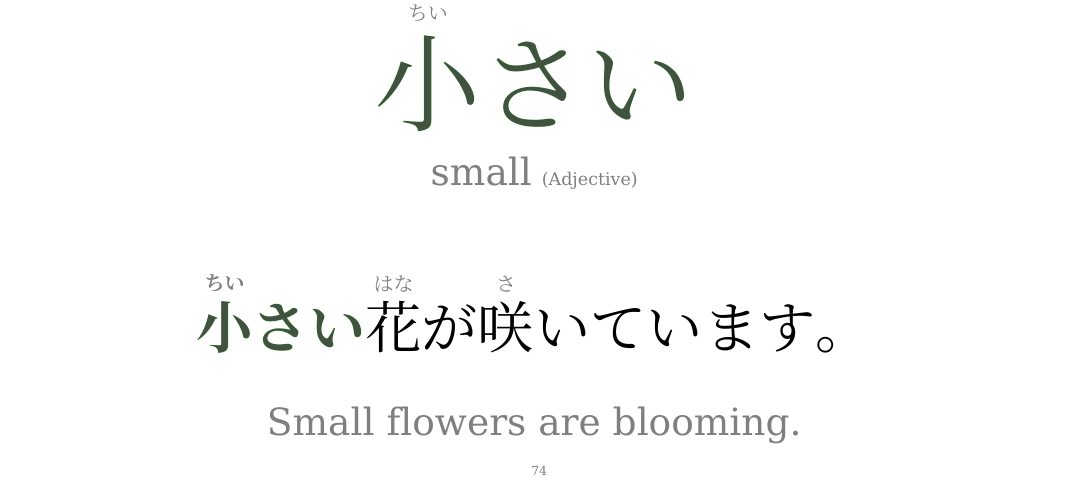 ちい
小さい
small (Adjective)
ちい はな さ
小さい花が咲いています。
Small flowers are blooming.
74